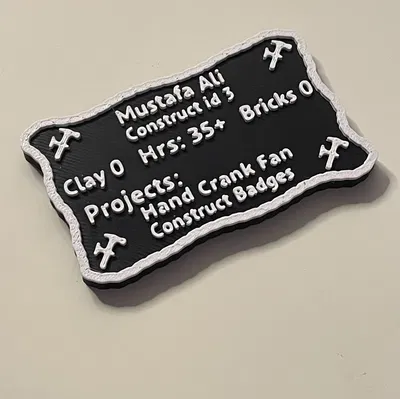 Mustafa Ali
Construct id 3
Clay 0 Hrs: 35+ Bricks 0
Projects:
Hand Crank Fan
Construct Badges